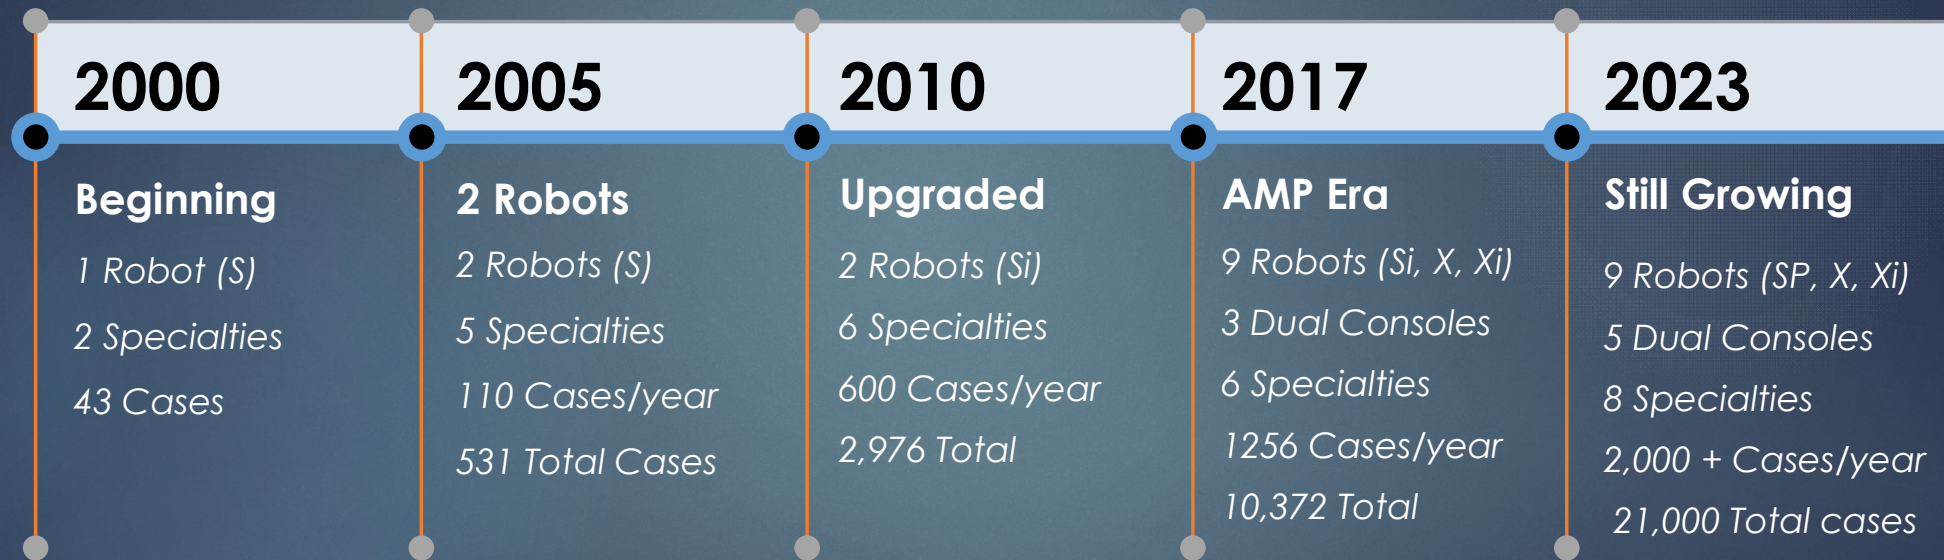 2000
Beginning
1 Robot (S)
2 Specialties
43 Cases
2005
2 Robots
2 Robots (S)
5 Specialties
110 Cases/year
531 Total Cases
2010
Upgraded
2 Robots (Si)
6 Specialties
600 Cases/year
2,976 Total
2017
AMP Era
9 Robots (Si, X, Xi)
3 Dual Consoles
6 Specialties
1256 Cases/year
10,372 Total
2023
Still Growing
9 Robots (SP, X, Xi)
5 Dual Consoles
8 Specialties
2,000 + Cases/year
21,000 Total cases